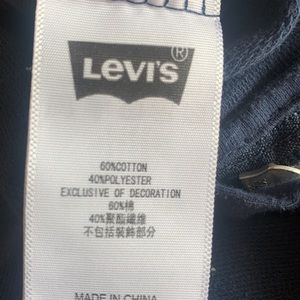 LEVI'S®
60%COTTON
40%POLYESTER
EXCLUSIVE OF DECORATION
60%棉
40%聚酯纖維
不包括裝飾部分
MADE IN CHINA